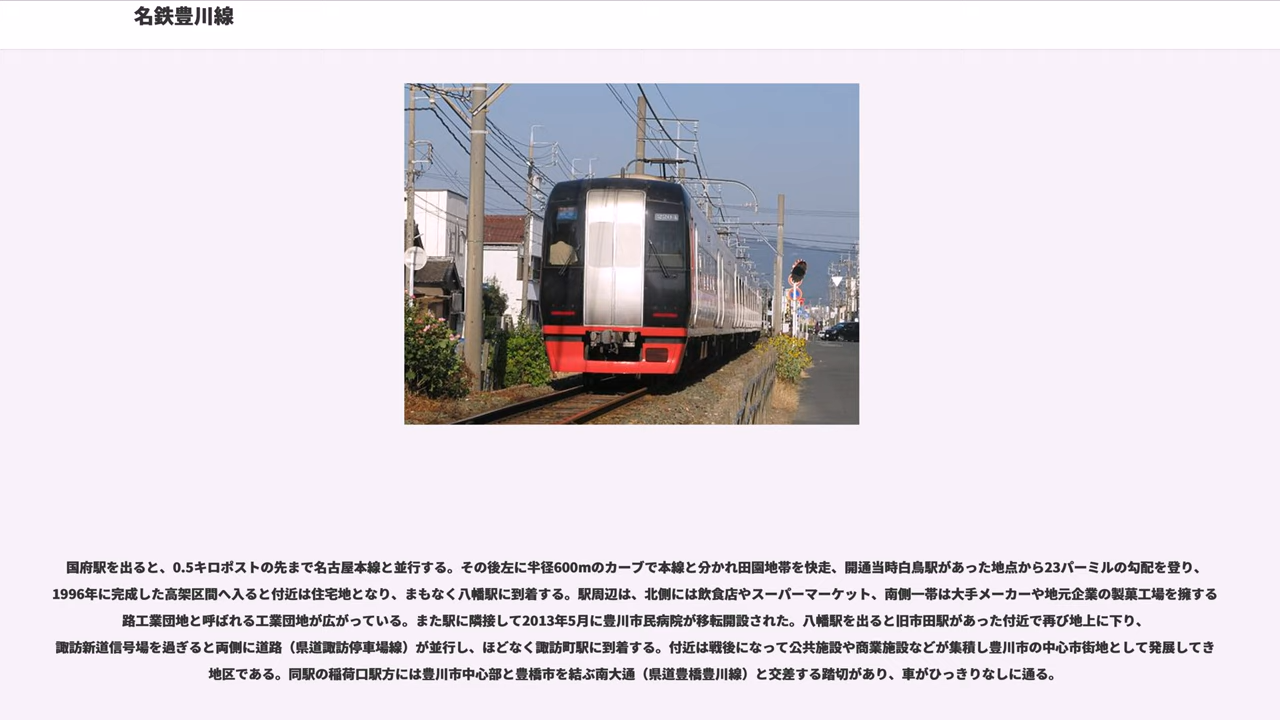 名鉄豊川線
国府駅を出ると、0.5キロポストの先まで名古屋本線と並行する。その後左に半径600mのカーブで本線と分かれ田園地帯を快走、開通当時白鳥駅があった地点から23パーミルの勾配を登り、
1996年に完成した高架区間へ入ると付近は住宅地となり、まもなく八幡駅に到着する。駅周辺は、北側には飲食店やスーパーマーケット、南側一帯は大手メーカーや地元企業の製菓工場を擁する
路工業団地と呼ばれる工業団地が広がっている。また駅に隣接して2013年5月に豊川市民病院が移転開設された。八幡駅を出ると旧市田駅があった付近で再び地上に下り、
諏訪新道信号場を過ぎると両側に道路（県道諏訪停車場線）が並行し、ほどなく諏訪町駅に到着する。付近は戦後になって公共施設や商業施設などが集積し豊川市の中心市街地として発展してき
地区である。同駅の稲荷口駅方には豊川市中心部と豊橋市を結ぶ南大通（県道豊橋豊川線）と交差する踏切があり、車がひっきりなしに通る。